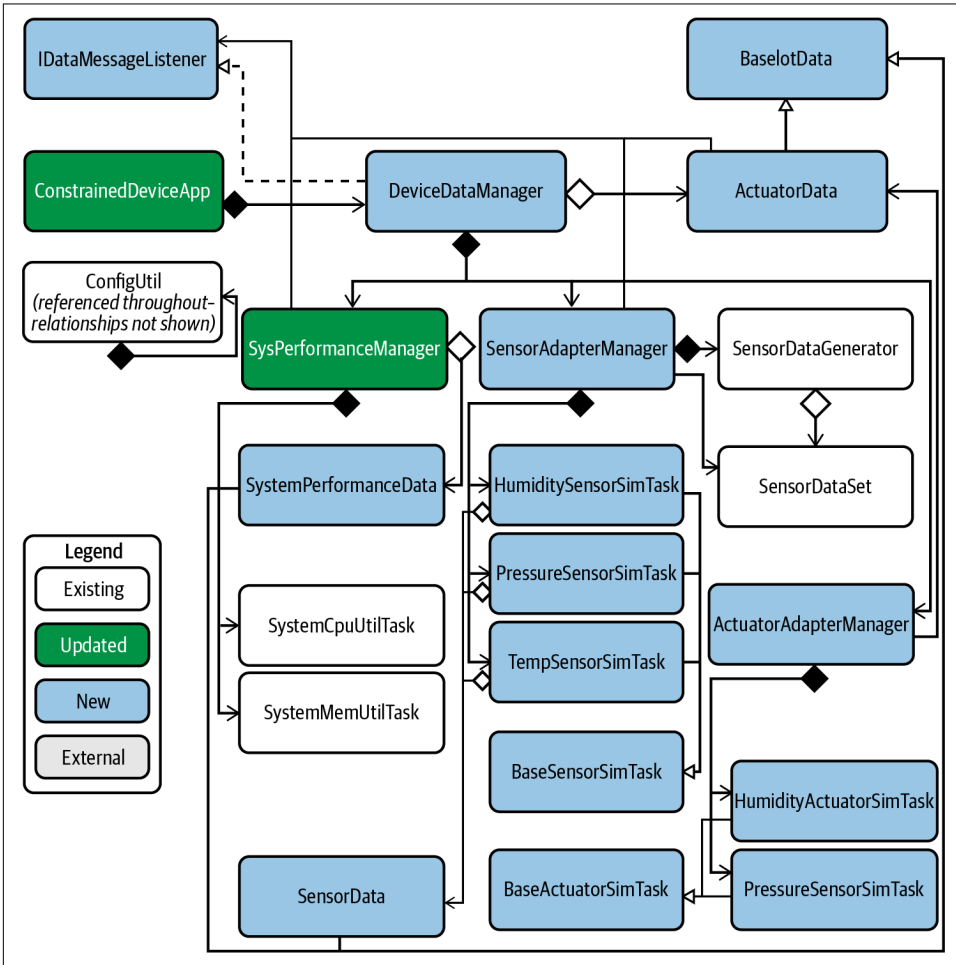 IDataMessageListener
BaseIotData
ConstrainedDeviceApp
DeviceDataManager
ActuatorData
ConfigUtil
(referenced throughout–
relationships not shown)
SysPerformanceManager
SensorAdapterManager
SensorDataGenerator
SystemPerformanceData
HumiditySensorSimTask
SensorDataSet
Legend
Existing
Updated
New
External
PressureSensorSimTask
SystemCpuUtilTask
ActuatorAdapterManager
TempSensorSimTask
SystemMemUtilTask
BaseSensorSimTask
HumidityActuatorSimTask
SensorData
BaseActuatorSimTask
PressureSensorSimTask